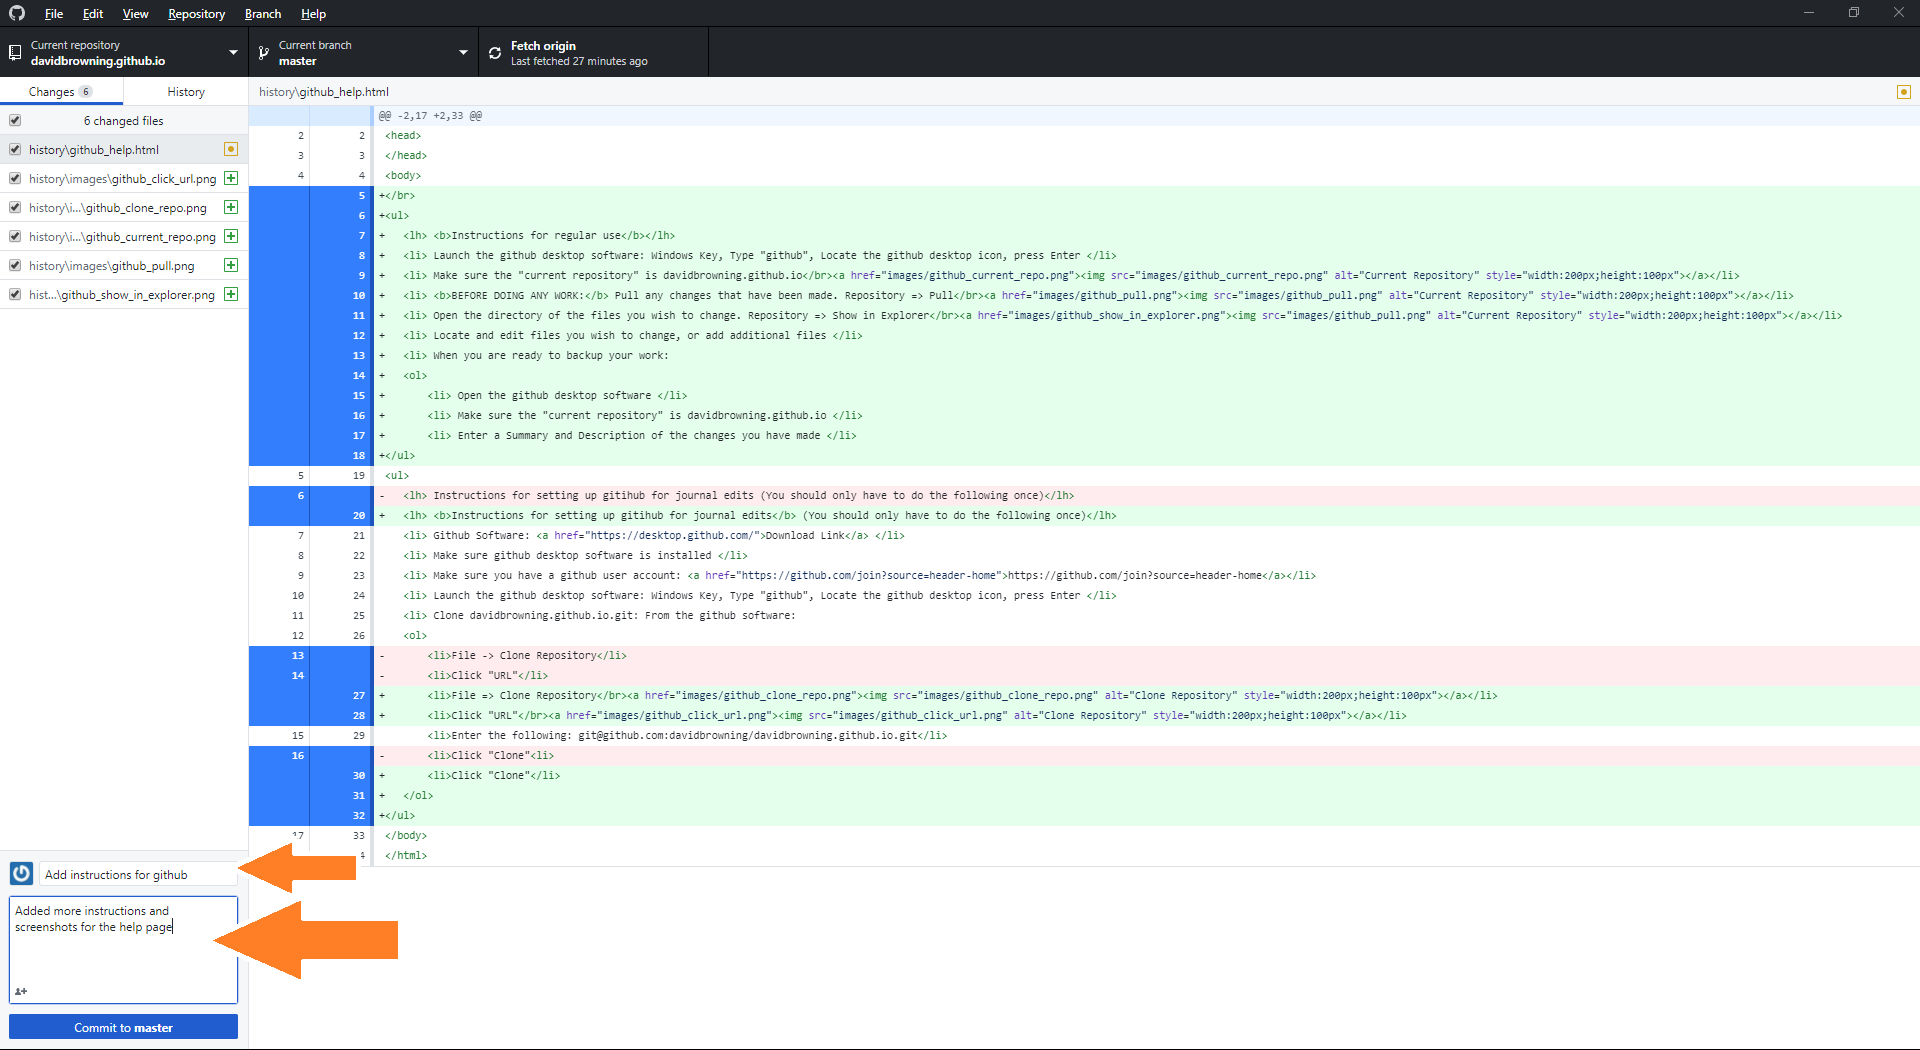 File Edit View Repository Branch Help
Current repository
davidbrowning.github.io
Current branch
master
Fetch origin
Last fetched 27 minutes ago
Changes 6 History
history\github_help.html
6 changed files
history\github_help.html
history\images\github_click_url.png
history\i...\github_clone_repo.png
history\i...\github_current_repo.png
history\images\github_pull.png
hist...\github_show_in_explorer.png
@@ -2,17 +2,33 @@
2 2 <head>
3 3 </head>
4 4 <body>
5 +</br>
6 +<ul>
7 + <lh> <b>Instructions for regular use</b></lh>
8 + <li> Launch the github desktop software: Windows Key, Type "github", Locate the github desktop icon, press Enter </li>
9 + <li> Make sure the "current repository" is davidbrowning.github.io</br><a href="images/github_current_repo.png"><img src="images/github_current_repo.png" alt="Current Repository" style="width:200px;height:100px"></a></li>
10 + <li> <b>BEFORE DOING ANY WORK:</b> Pull any changes that have been made. Repository => Pull</br><a href="images/github_pull.png"><img src="images/github_pull.png" alt="Current Repository" style="width:200px;height:100px"></a></li>
11 + <li> Open the directory of the files you wish to change. Repository => Show in Explorer</br><a href="images/github_show_in_explorer.png"><img src="images/github_pull.png" alt="Current Repository" style="width:200px;height:100px"></a></li>
12 + <li> Locate and edit files you wish to change, or add additional files </li>
13 + <li> When you are ready to backup your work:
14 + <ol>
15 + <li> Open the github desktop software </li>
16 + <li> Make sure the "current repository" is davidbrowning.github.io </li>
17 + <li> Enter a Summary and Description of the changes you have made </li>
18 +</ul>
5 19 <ul>
6 - <lh> Instructions for setting up gitihub for journal edits (You should only have to do the following once)</lh>
20 + <lh> <b>Instructions for setting up gitihub for journal edits</b> (You should only have to do the following once)</lh>
7 21 <li> Github Software: <a href="https://desktop.github.com/">Download Link</a> </li>
8 22 <li> Make sure github desktop software is installed </li>
9 23 <li> Make sure you have a github user account: <a href="https://github.com/join?source=header-home">https://github.com/join?source=header-home</a></li>
10 24 <li> Launch the github desktop software: Windows Key, Type "github", Locate the github desktop icon, press Enter </li>
11 25 <li> Clone davidbrowning.github.io.git: From the github software:
12 26 <ol>
13 - <li>File -> Clone Repository</li>
14 - <li>Click "URL"</li>
27 + <li>File => Clone Repository</br><a href="images/github_clone_repo.png"><img src="images/github_clone_repo.png" alt="Clone Repository" style="width:200px;height:100px"></a></li>
28 + <li>Click "URL"</br><a href="images/github_click_url.png"><img src="images/github_click_url.png" alt="Clone Repository" style="width:200px;height:100px"></a></li>
15 29 <li>Enter the following: git@github.com:davidbrowning/davidbrowning.github.io.git</li>
16 - <li>Click "Clone"<li>
30 + <li>Click "Clone"</li>
31 + </ol>
32 +</ul>
17 33 </body>
</html>
Add instructions for github
Added more instructions and
screenshots for the help page
Commit to master